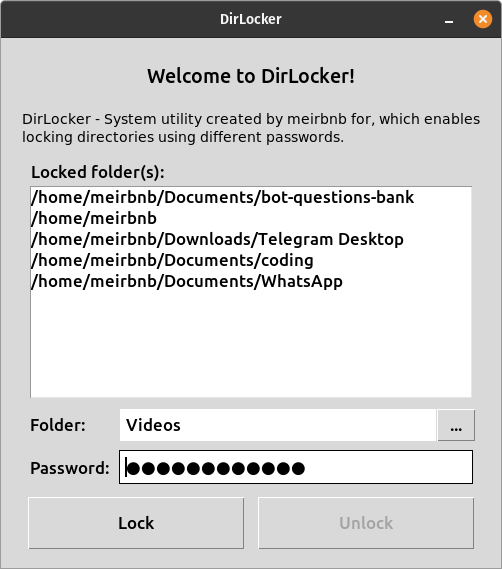 DirLocker
Welcome to DirLocker!
DirLocker - System utility created by meirbnb for, which enables
locking directories using different passwords.
Locked folder(s):
/home/meirbnb/Documents/bot-questions-bank
/home/meirbnb
/home/meirbnb/Downloads/Telegram Desktop
/home/meirbnb/Documents/coding
/home/meirbnb/Documents/WhatsApp
Folder: Videos ...
Password: ●●●●●●●●●●●●
Lock Unlock